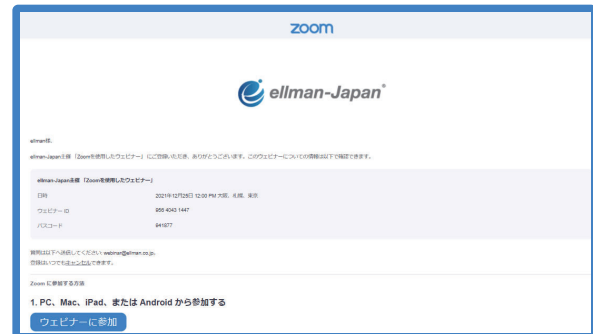 zoom
ellman-Japan®
ellman様、
ellman-Japan主催 「Zoomを使用したウェビナー」 にご登録いただき、ありがとうございます。このウェビナーについての情報は以下で確認できます。
ellman-Japan主催 「Zoomを使用したウェビナー」
日時 2021年12月25日 12:00 PM 大阪、札幌、東京
ウェビナー ID 956 4043 1447
パスコード 941877
質問は以下へ送信してください: webinar@ellman.co.jp。
登録はいつでもキャンセルできます。
Zoom に参加する方法
1. PC、Mac、iPad、または Android から参加する
ウェビナーに参加